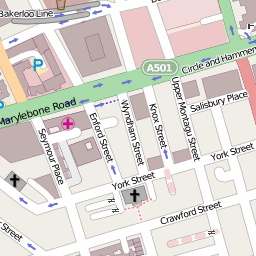 Bakerloo Line
P
H
A501
Circle and Hammer
P
Marylebone Road
Salisbury Place
Seymour Place
Enford Street
Wyndham Street
Knox Street
Upper Montagu Street
York Street
York Street
Crawford Street
Street